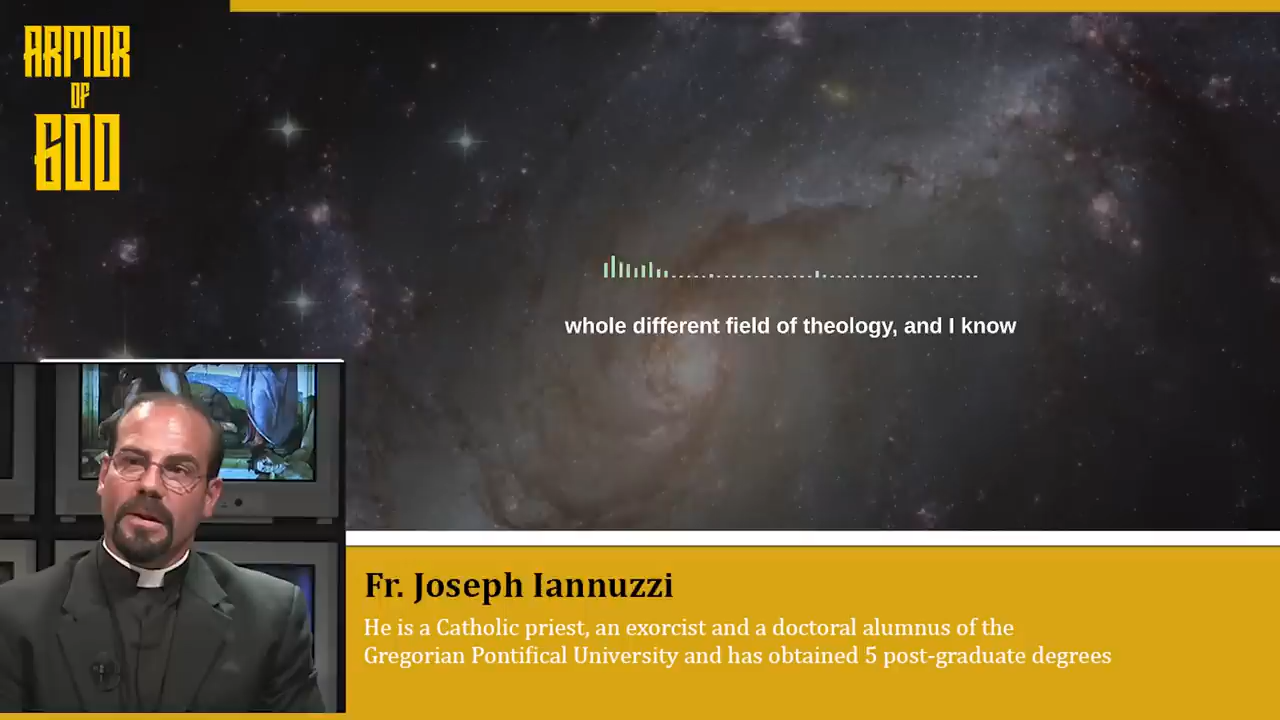 ARMOR
OF
GOD
whole different field of theology, and I know
Fr. Joseph Iannuzzi
He is a Catholic priest, an exorcist and a doctoral alumnus of the
Gregorian Pontifical University and has obtained 5 post-graduate degrees